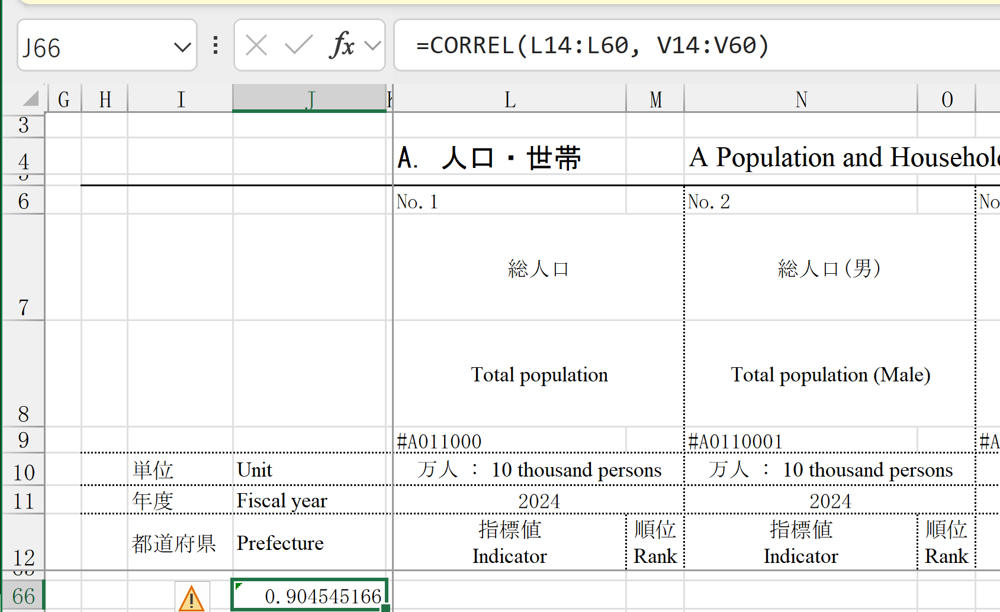 J66
fx
=CORREL(L14:L60, V14:V60)
G H I J K L M N O
3
4 A. 人口・世帯 A Population and Househol
5
6 No. 1 No. 2 No
7 総人口 総人口(男)
8 Total population Total population (Male)
9 #A011000 #A0110001 #A
10 単位 Unit 万人 : 10 thousand persons 万人 : 10 thousand persons
11 年度 Fiscal year 2024 2024
指標値 順位 指標値 順位
12 都道府県 Prefecture Indicator Rank Indicator Rank
66 0.904545166